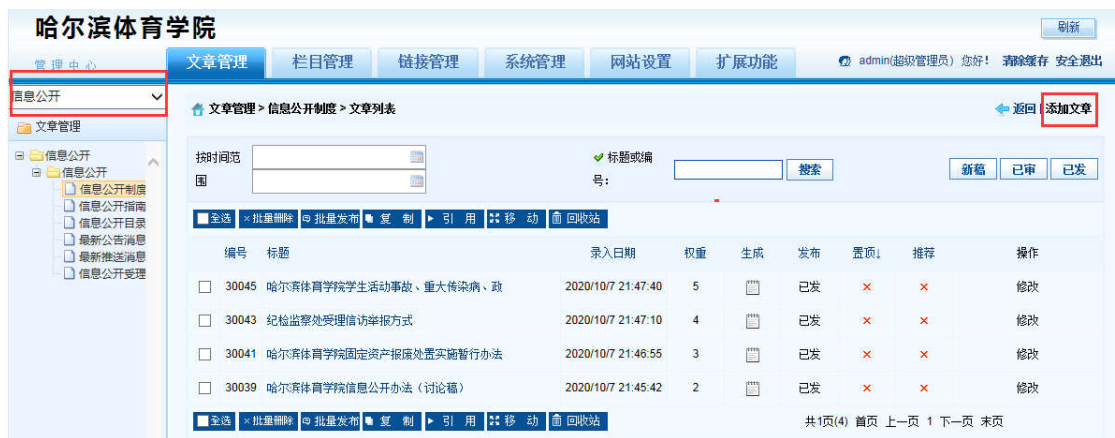 哈尔滨体育学院
刷新
管理中心
文章管理 栏目管理 链接管理 系统管理 网站设置 扩展功能 admin(超级管理员) 您好! 清除缓存 安全退出
信息公开
文章管理 > 信息公开制度 > 文章列表 返回 | 添加文章
文章管理
信息公开
信息公开
信息公开制度
信息公开指南
信息公开目录
最新公告消息
最新推送消息
信息公开受理
按时间范围
标题或编号: 搜索 新稿 已审 已发
全选 ×批量删除 批量发布 复 制 引 用 移 动 回收站
编号 标题 录入日期 权重 生成 发布 置顶↓ 推荐 操作
30045 哈尔滨体育学院学生活动事故、重大传染病、政 2020/10/7 21:47:40 5 已发 × × 修改
30043 纪检监察处受理信访举报方式 2020/10/7 21:47:10 4 已发 × × 修改
30041 哈尔滨体育学院固定资产报废处置实施暂行办法 2020/10/7 21:46:55 3 已发 × × 修改
30039 哈尔滨体育学院信息公开办法(讨论稿) 2020/10/7 21:45:42 2 已发 × × 修改
全选 ×批量删除 批量发布 复 制 引 用 移 动 回收站 共1页(4) 首页 上一页 1 下一页 末页